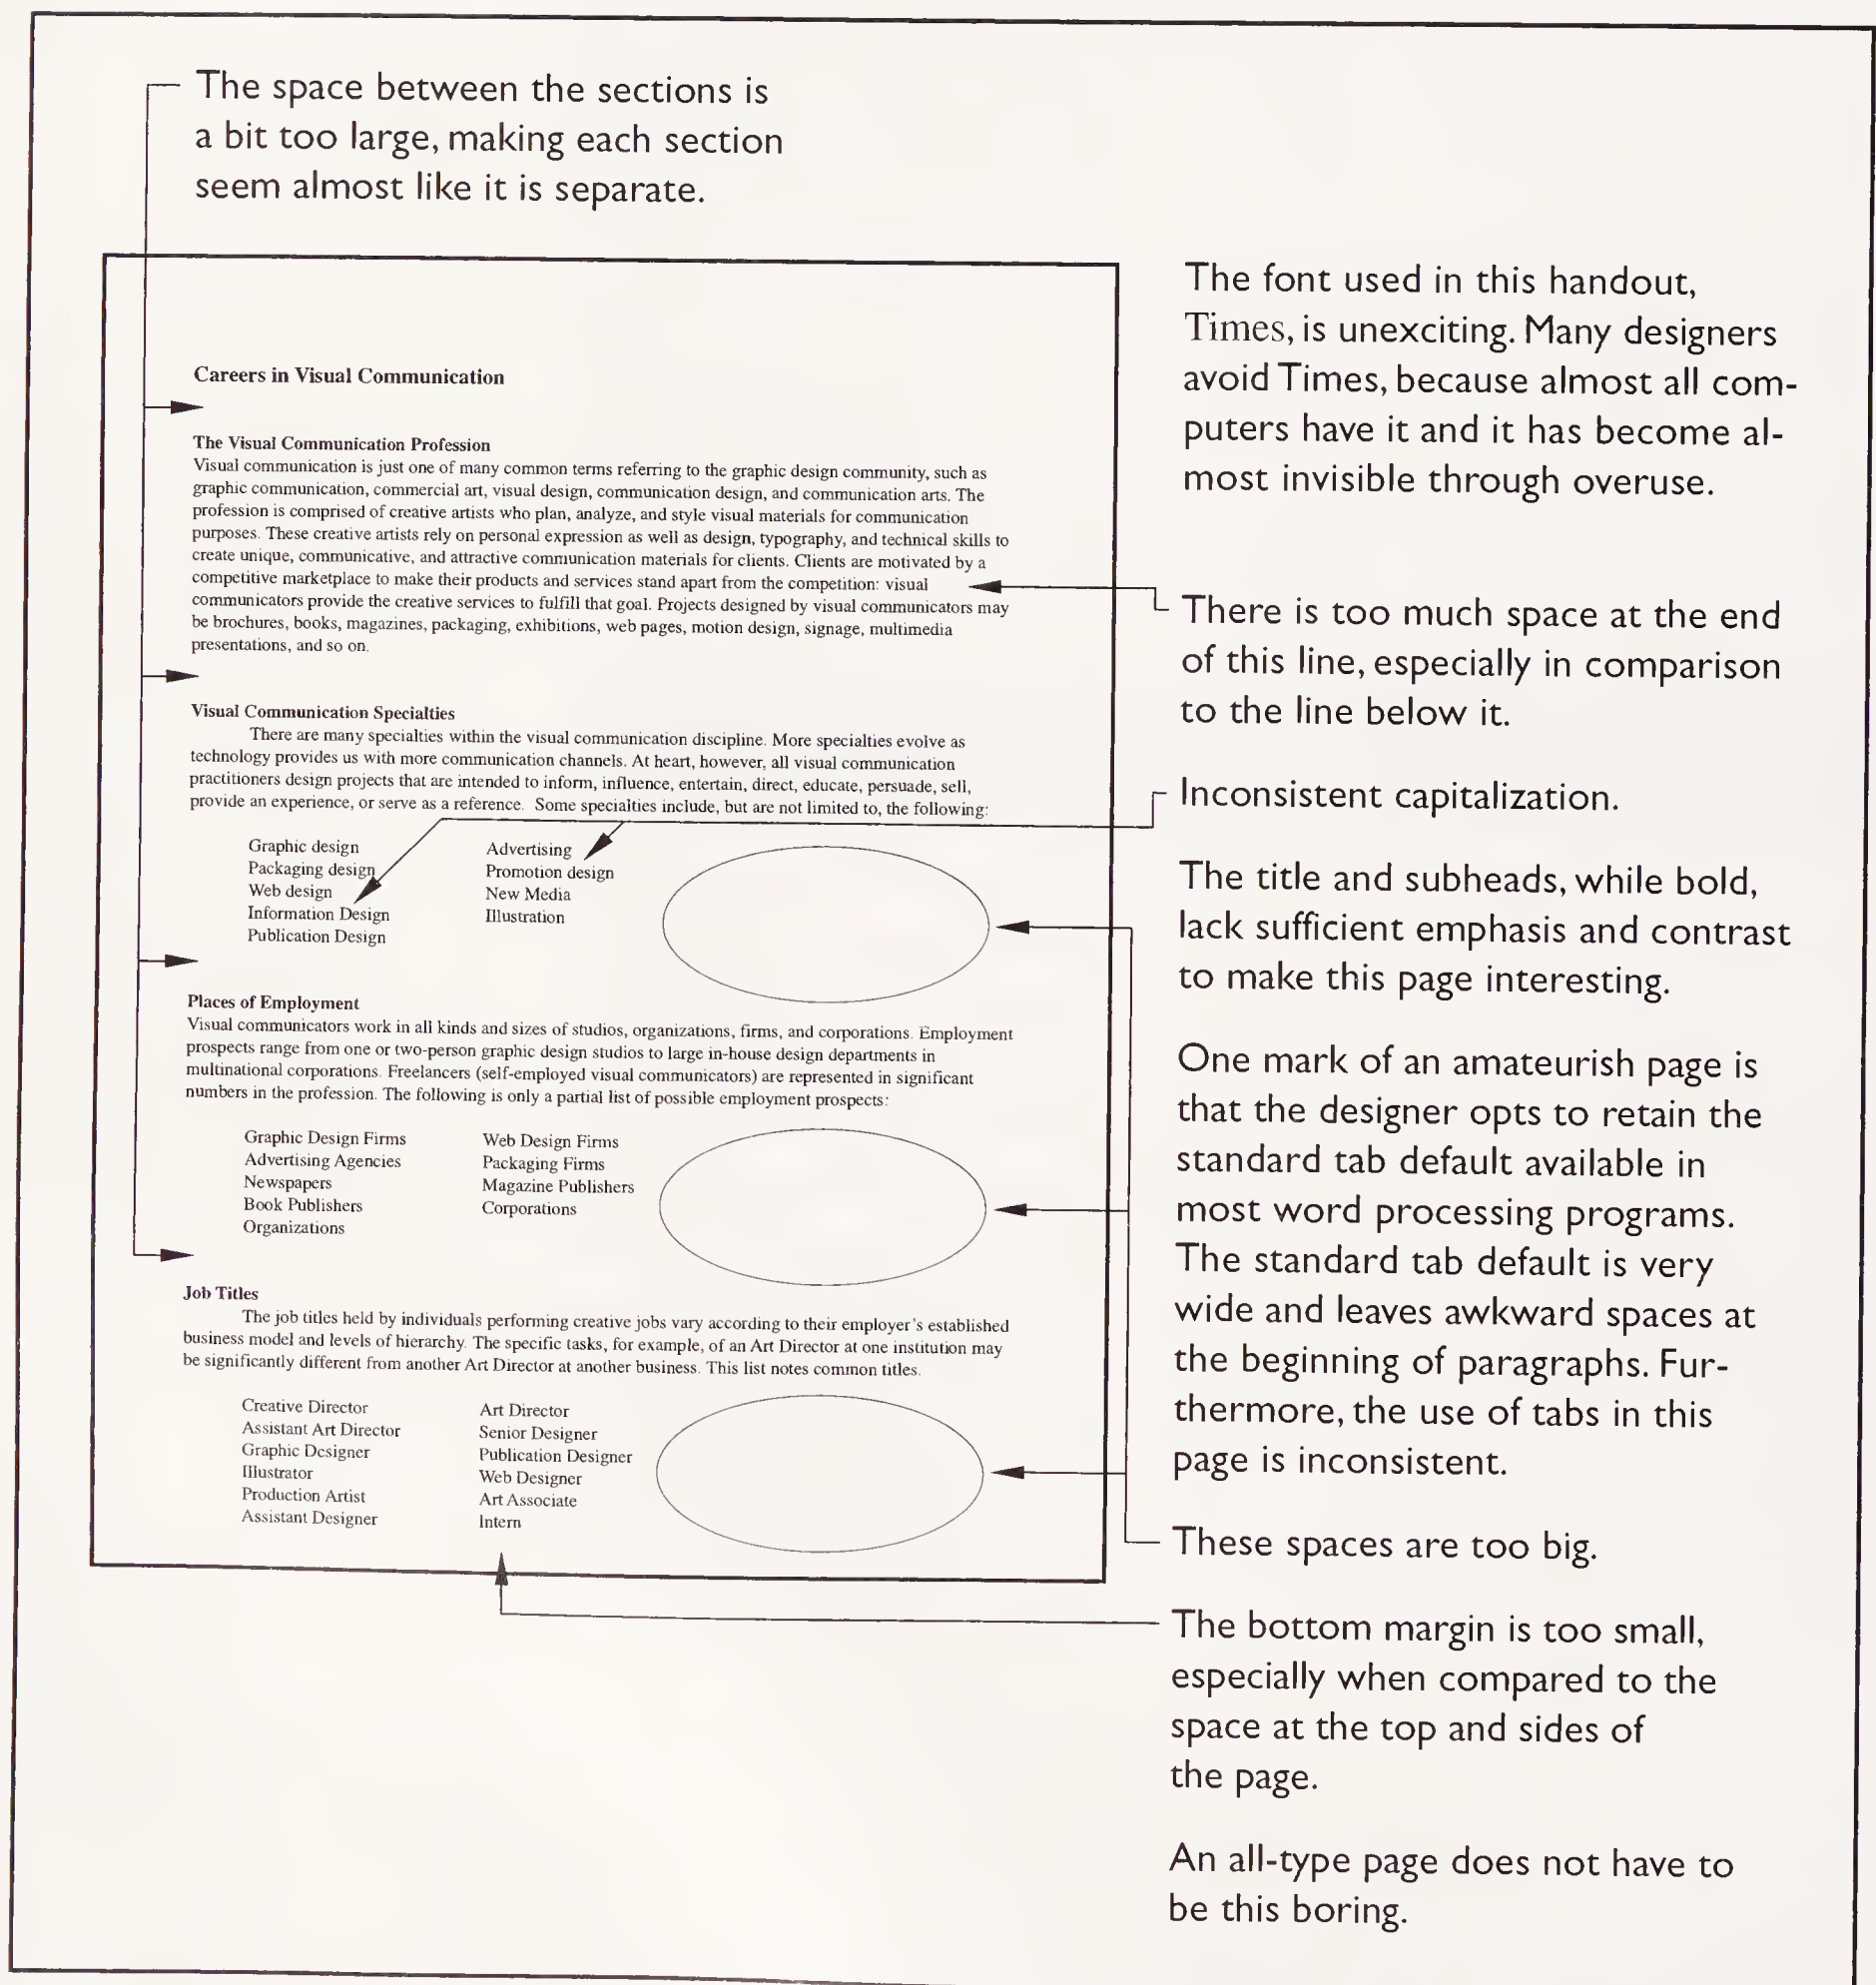 The space between the sections is
a bit too large, making each section
seem almost like it is separate.
Careers in Visual Communication
The Visual Communication Profession
Visual communication is just one of many common terms referring to the graphic design community, such as
graphic communication, commercial art, visual design, communication design, and communication arts. The
profession is comprised of creative artists who plan, analyze, and style visual materials for communication
purposes. These creative artists rely on personal expression as well as design, typography, and technical skills to
create unique, communicative, and attractive communication materials for clients. Clients are motivated by a
competitive marketplace to make their products and services stand apart from the competition: visual
communicators provide the creative services to fulfill that goal. Projects designed by visual communicators may
be brochures, books, magazines, packaging, exhibitions, web pages, motion design, signage, multimedia
presentations, and so on.
Visual Communication Specialties
There are many specialties within the visual communication discipline. More specialties evolve as
technology provides us with more communication channels. At heart, however, all visual communication
practitioners design projects that are intended to inform, influence, entertain, direct, educate, persuade, sell,
provide an experience, or serve as a reference. Some specialties include, but are not limited to, the following:
Graphic design
Packaging design
Web design
Information Design
Publication Design
Advertising
Promotion design
New Media
Illustration
Places of Employment
Visual communicators work in all kinds and sizes of studios, organizations, firms, and corporations. Employment
prospects range from one or two-person graphic design studios to large in-house design departments in
multinational corporations. Freelancers (self-employed visual communicators) are represented in significant
numbers in the profession. The following is only a partial list of possible employment prospects:
Graphic Design Firms
Advertising Agencies
Newspapers
Book Publishers
Organizations
Web Design Firms
Packaging Firms
Magazine Publishers
Corporations
Job Titles
The job titles held by individuals performing creative jobs vary according to their employer's established
business model and levels of hierarchy. The specific tasks, for example, of an Art Director at one institution may
be significantly different from another Art Director at another business. This list notes common titles.
Creative Director
Assistant Art Director
Graphic Designer
Illustrator
Production Artist
Assistant Designer
Art Director
Senior Designer
Publication Designer
Web Designer
Art Associate
Intern
The font used in this handout,
Times, is unexciting. Many designers
avoid Times, because almost all com-
puters have it and it has become al-
most invisible through overuse.
There is too much space at the end
of this line, especially in comparison
to the line below it.
Inconsistent capitalization.
The title and subheads, while bold,
lack sufficient emphasis and contrast
to make this page interesting.
One mark of an amateurish page is
that the designer opts to retain the
standard tab default available in
most word processing programs.
The standard tab default is very
wide and leaves awkward spaces at
the beginning of paragraphs. Fur-
thermore, the use of tabs in this
page is inconsistent.
These spaces are too big.
The bottom margin is too small,
especially when compared to the
space at the top and sides of
the page.
An all-type page does not have to
be this boring.